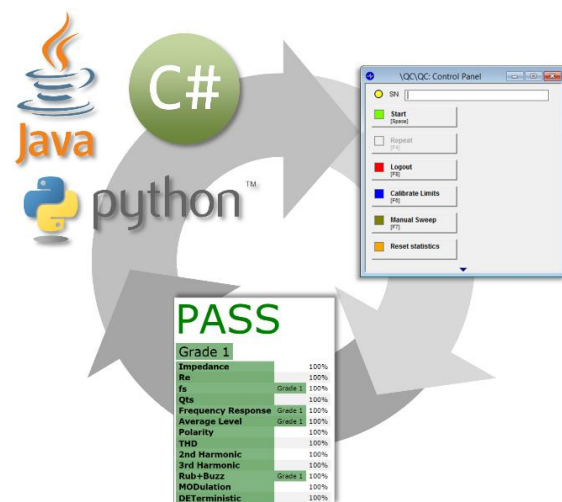 Java
C#
python™
\QC\QC: Control Panel
SN
Start
[Space]
Repeat
[F4]
Logout
[F8]
Calibrate Limits
[F6]
Manual Sweep
[F7]
Reset statistics
PASS
Grade 1
Impedance 100%
Re 100%
fs Grade 1 100%
Qts 100%
Frequency Response Grade 1 100%
Average Level Grade 1 100%
Polarity 100%
THD 100%
2nd Harmonic 100%
3rd Harmonic 100%
Rub+Buzz Grade 1 100%
MODulation 100%
DETerministic 100%